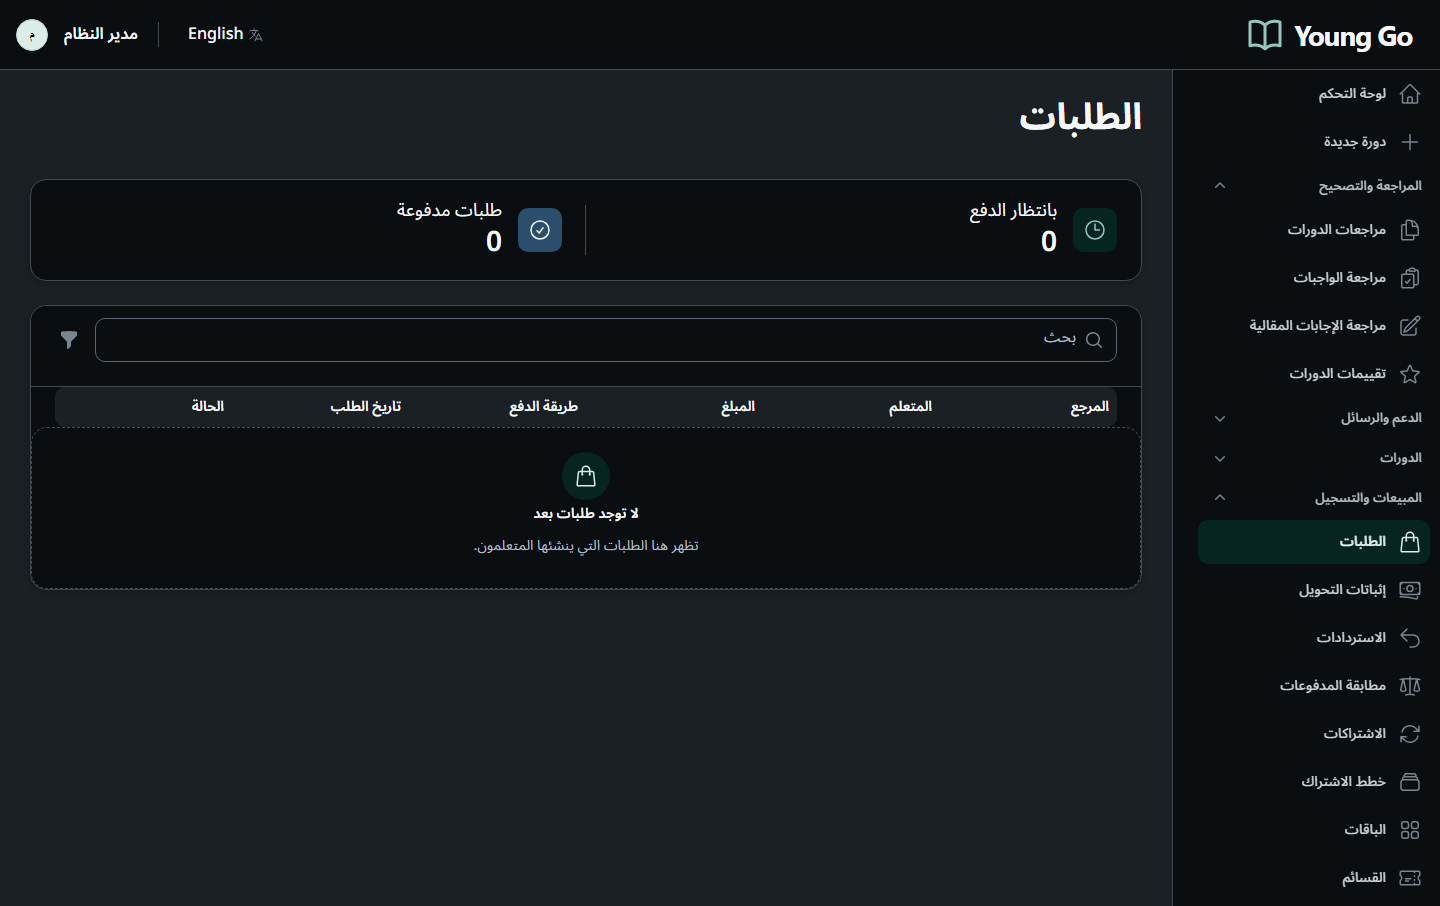 Young Go
English
مدير النظام
م
لوحة التحكم
دورة جديدة
المراجعة والتصحيح
مراجعات الدورات
مراجعة الواجبات
مراجعة الإجابات المقالية
تقييمات الدورات
الدعم والرسائل
الدورات
المبيعات والتسجيل
الطلبات
إثباتات التحويل
الاستردادات
مطابقة المدفوعات
الاشتراكات
خطط الاشتراك
الباقات
القسائم
الطلبات
بانتظار الدفع
0
طلبات مدفوعة
0
بحث
المرجع المتعلم المبلغ طريقة الدفع تاريخ الطلب الحالة
لا توجد طلبات بعد
تظهر هنا الطلبات التي ينشئها المتعلمون.